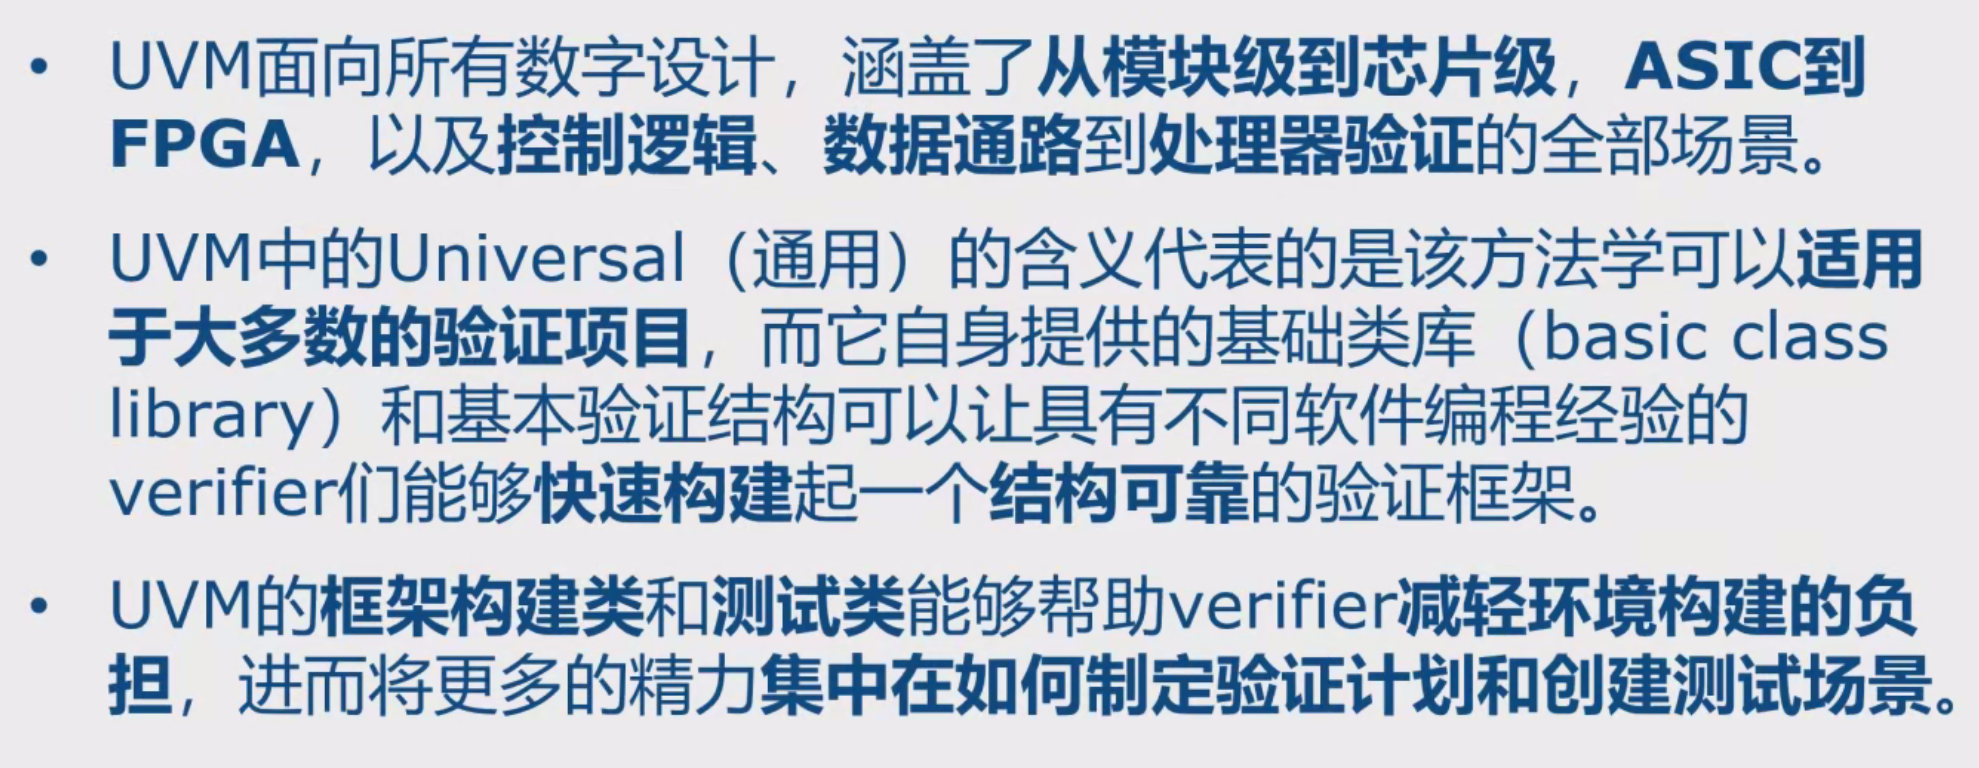 • UVM面向所有数字设计，涵盖了从模块级到芯片级，ASIC到
FPGA，以及控制逻辑、数据通路到处理器验证的全部场景。
• UVM中的Universal（通用）的含义代表的是该方法学可以适用
于大多数的验证项目，而它自身提供的基础类库（basic class
library）和基本验证结构可以让具有不同软件编程经验的
verifier们能够快速构建起一个结构可靠的验证框架。
• UVM的框架构建类和测试类能够帮助verifier减轻环境构建的负
担，进而将更多的精力集中在如何制定验证计划和创建测试场景。